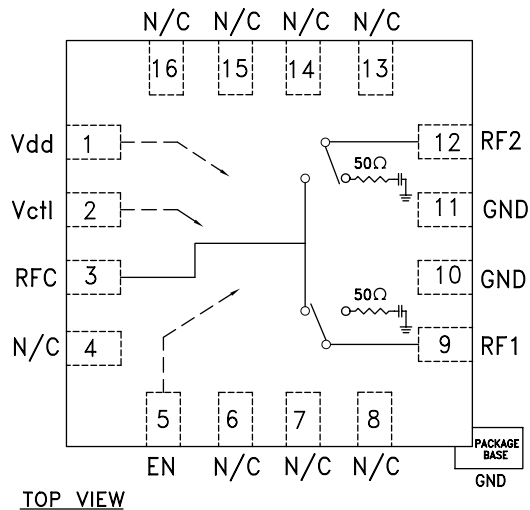 N/C N/C N/C N/C
16 15 14 13
Vdd 1 12 RF2
50Ω
Vctl 2 11 GND
RFC 3 10 GND
50Ω
N/C 4 9 RF1
5 6 7 8
EN N/C N/C N/C
PACKAGE
BASE
GND
TOP VIEW